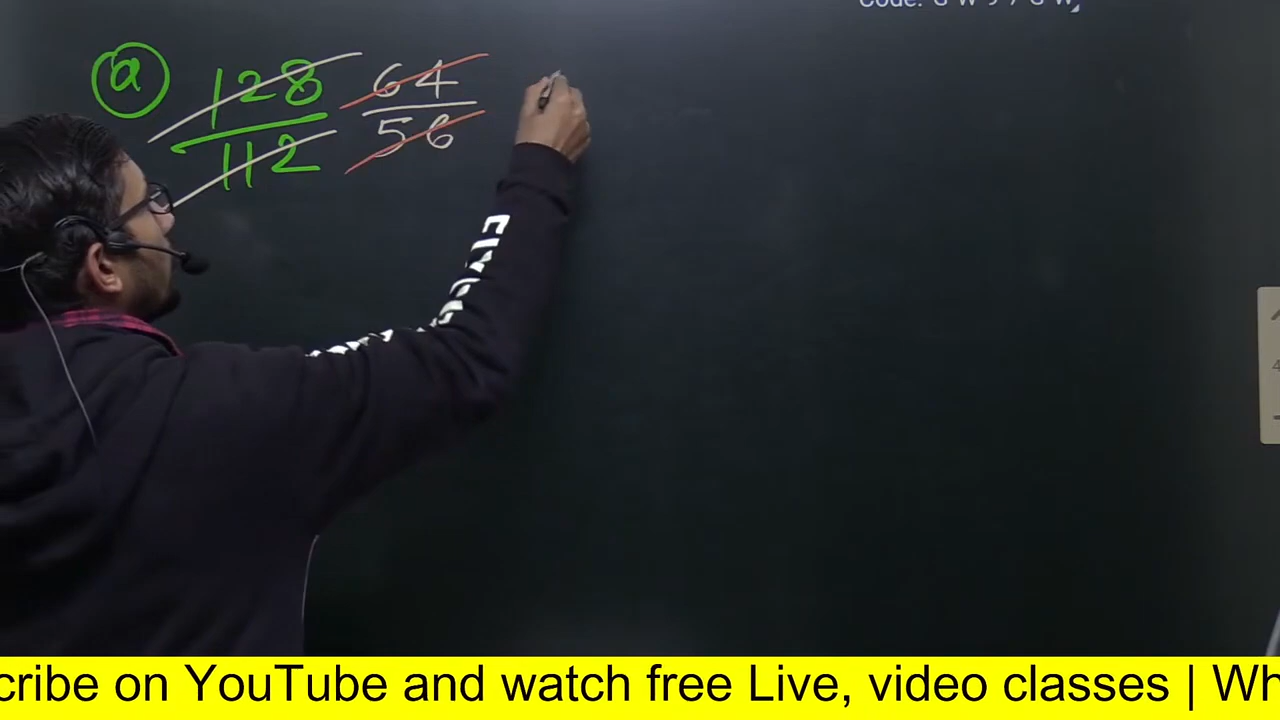 a 128/112 64/56
cribe on YouTube and watch free Live, video classes | Wh